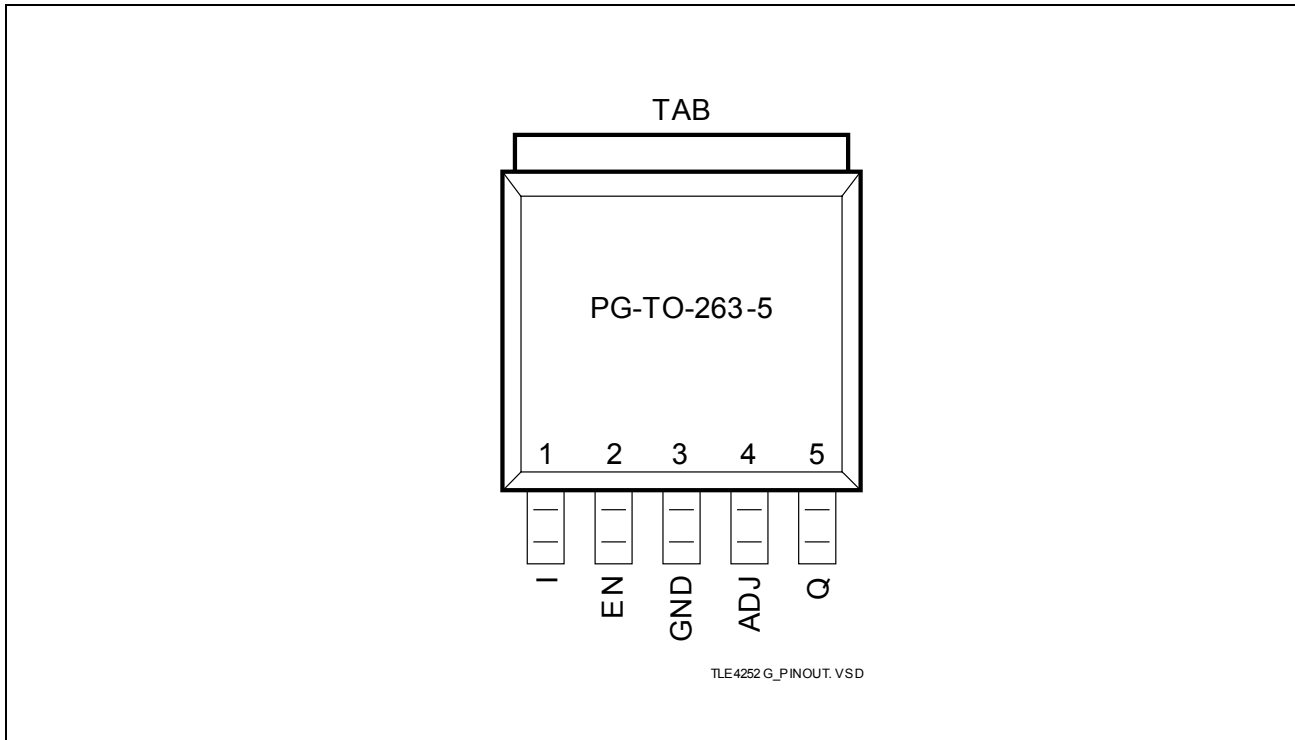 TAB
PG-TO-263-5
1 2 3 4 5
I EN GND ADJ Q
TLE4252 G_PINOUT. VSD